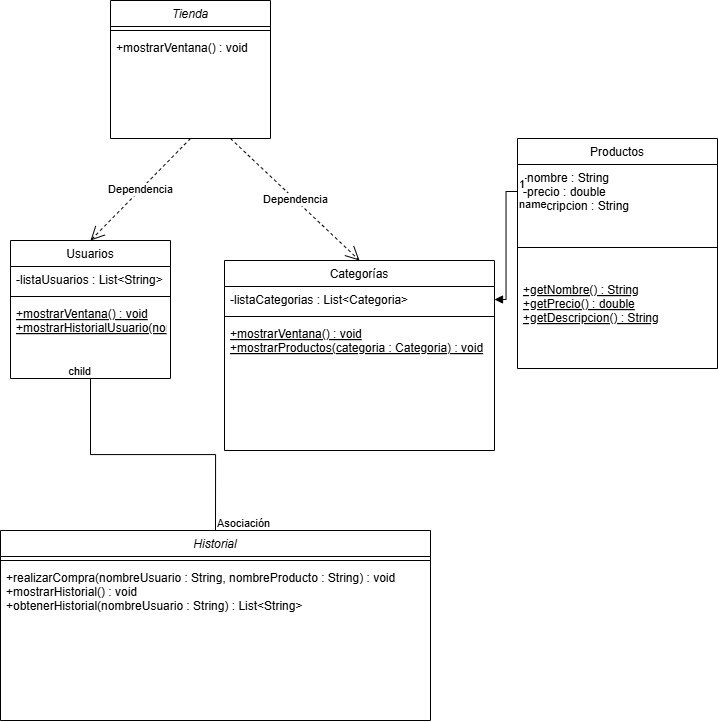 Tienda
+mostrarVentana() : void
Dependencia
Dependencia
Productos
-nombre : String
1
-precio : double
name
cripcion : String
+getNombre() : String
+getPrecio() : double
+getDescripcion() : String
Usuarios
-listaUsuarios : List<String>
+mostrarVentana() : void
+mostrarHistorialUsuario(no
child
Categorías
-listaCategorias : List<Categoria>
+mostrarVentana() : void
+mostrarProductos(categoria : Categoria) : void
Asociación
Historial
+realizarCompra(nombreUsuario : String, nombreProducto : String) : void
+mostrarHistorial() : void
+obtenerHistorial(nombreUsuario : String) : List<String>